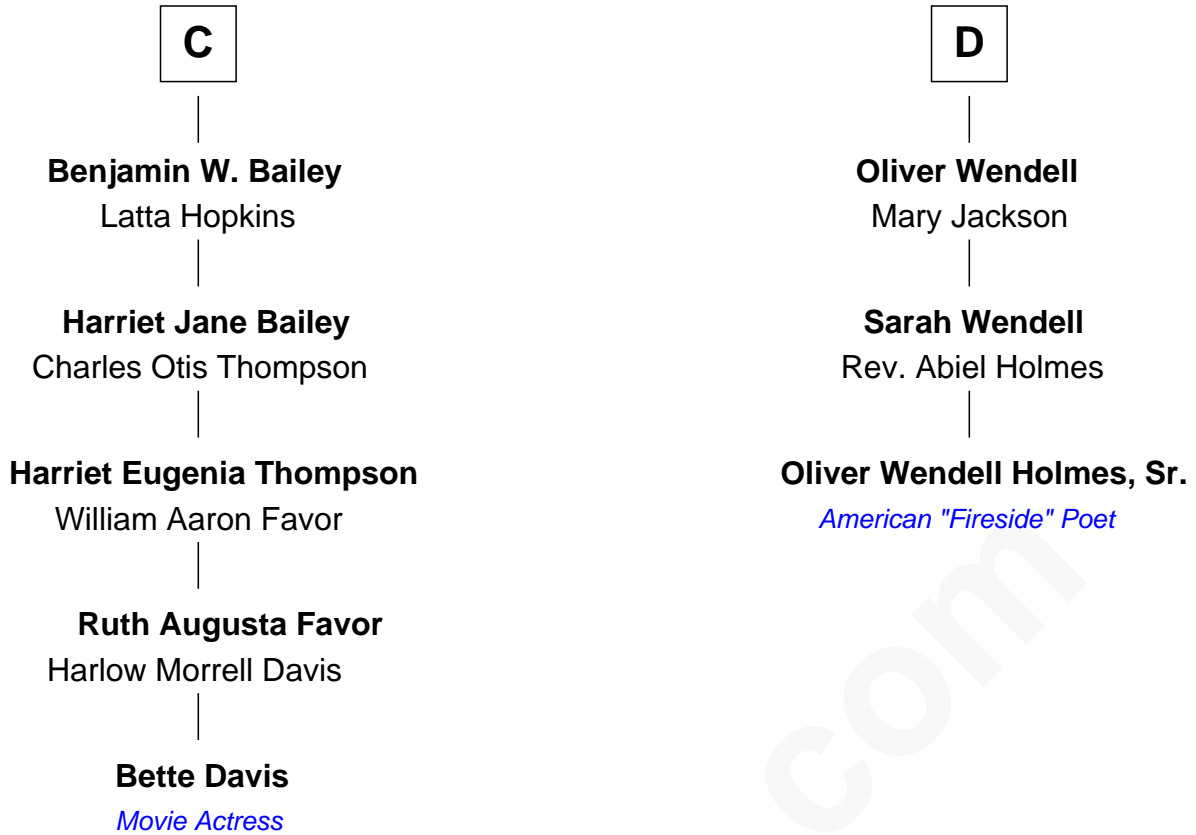 C
Benjamin W. Bailey
Latta Hopkins
Harriet Jane Bailey
Charles Otis Thompson
Harriet Eugenia Thompson
William Aaron Favor
Ruth Augusta Favor
Harlow Morrell Davis
Bette Davis
Movie Actress
D
Oliver Wendell
Mary Jackson
Sarah Wendell
Rev. Abiel Holmes
Oliver Wendell Holmes, Sr.
American "Fireside" Poet
com